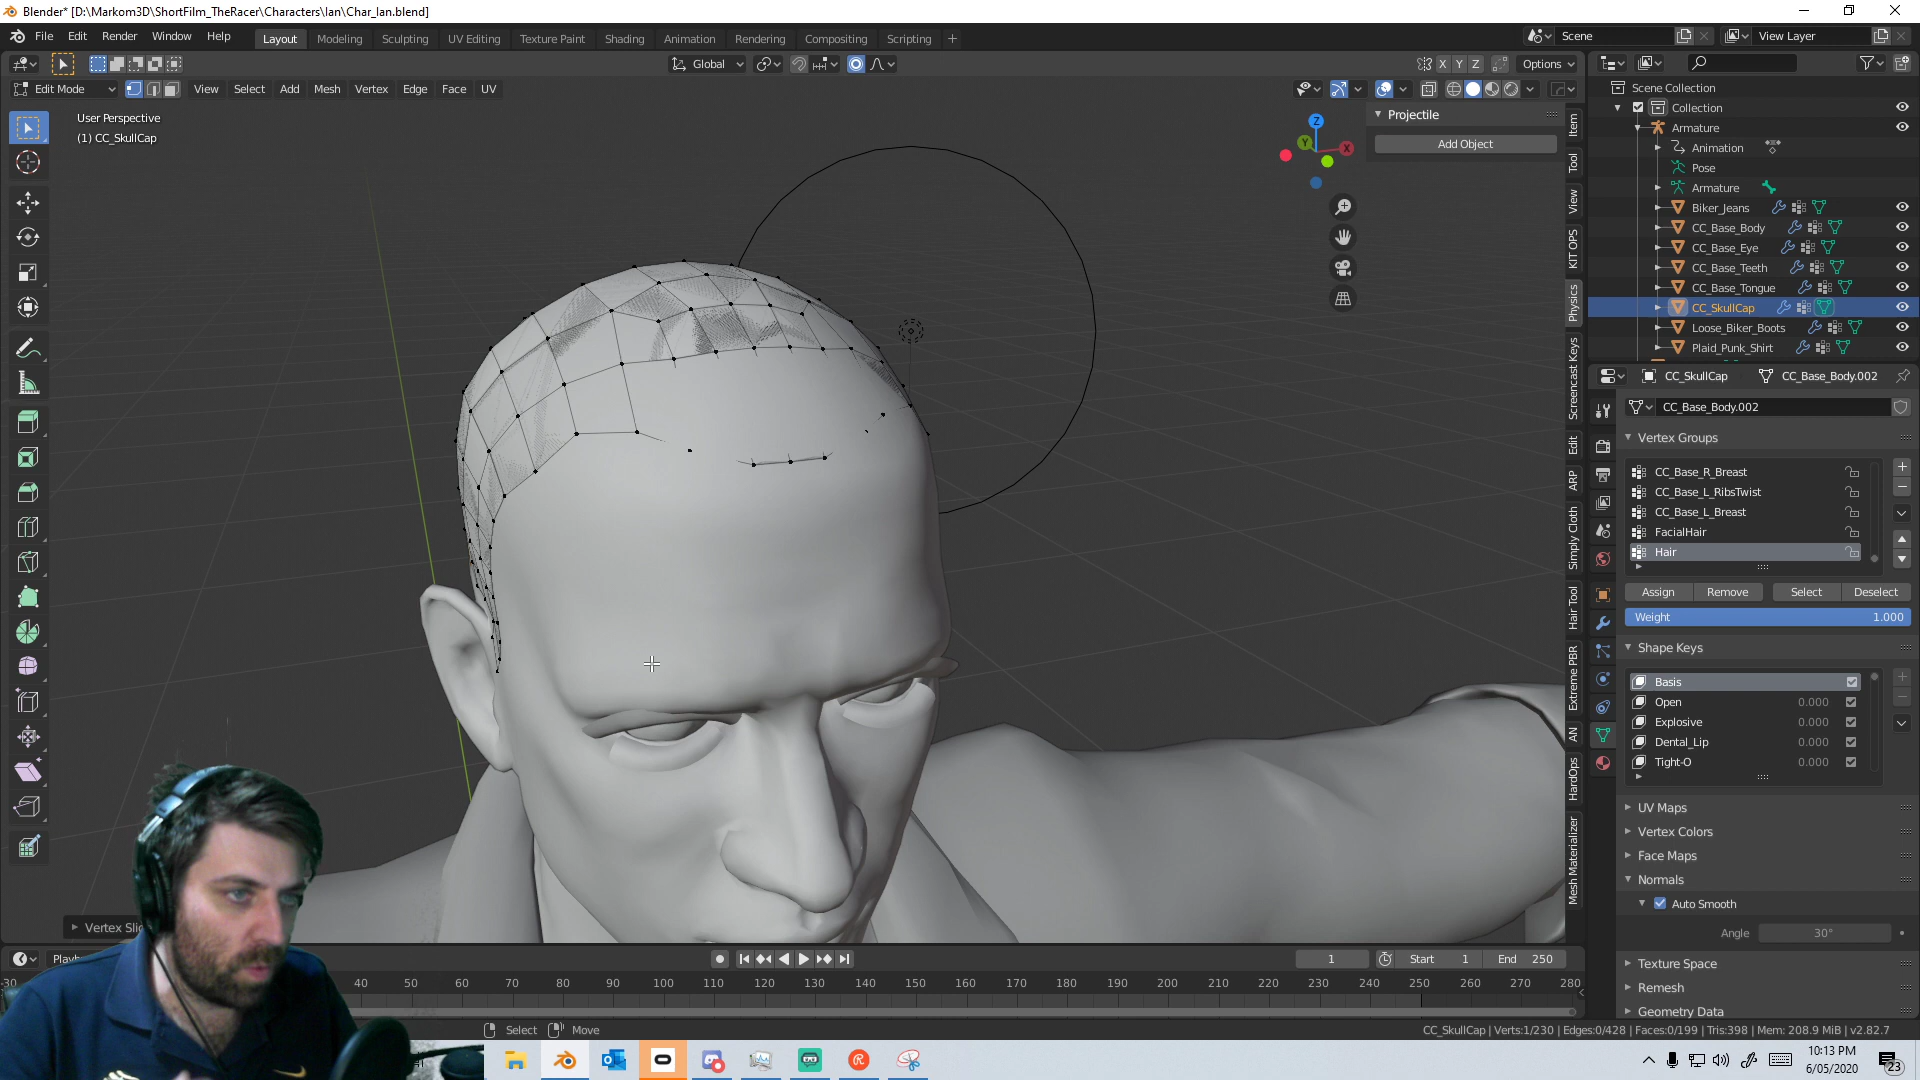 Blender* [D:\Markom3D\ShortFilm_TheRacer\Characters\Ian\Char_Ian.blend]
File Edit Render Window Help
Layout Modeling Sculpting UV Editing Texture Paint Shading Animation Rendering Compositing Scripting +
Scene
View Layer
Global
X Y Z
Options
Edit Mode
View Select Add Mesh Vertex Edge Face UV
User Perspective
(1) CC_SkullCap
Z
Y
X
Projectile
Add Object
Item
Tool
View
KIT OPS
Physics
Screencast Keys
Edit
ARP
Simply Cloth
Hair Tool
Extreme PBR
AN
HardOps
Mesh Materializer
Scene Collection
Collection
Armature
Animation
Pose
Armature
Biker_Jeans
CC_Base_Body
CC_Base_Eye
CC_Base_Teeth
CC_Base_Tongue
CC_SkullCap
Loose_Biker_Boots
Plaid_Punk_Shirt
CC_SkullCap
CC_Base_Body.002
CC_Base_Body.002
Vertex Groups
CC_Base_R_Breast
CC_Base_L_RibsTwist
CC_Base_L_Breast
FacialHair
Hair
Assign Remove Select Deselect
Weight 1.000
Shape Keys
Basis
Open 0.000
Explosive 0.000
Dental_Lip 0.000
Tight-O 0.000
UV Maps
Vertex Colors
Face Maps
Normals
Auto Smooth
Angle 30°
Texture Space
Remesh
Geometry Data
1
Start 1
End 250
-30 40 50 60 70 80 90 100 110 120 130 140 150 160 170 180 190 200 210 220 230 240 250 260 270 280
Select
Move
CC_SkullCap | Verts:1/230 | Edges:0/428 | Faces:0/199 | Tris:398 | Mem: 208.9 MiB | v2.82.7
10:13 PM
6/05/2020
23